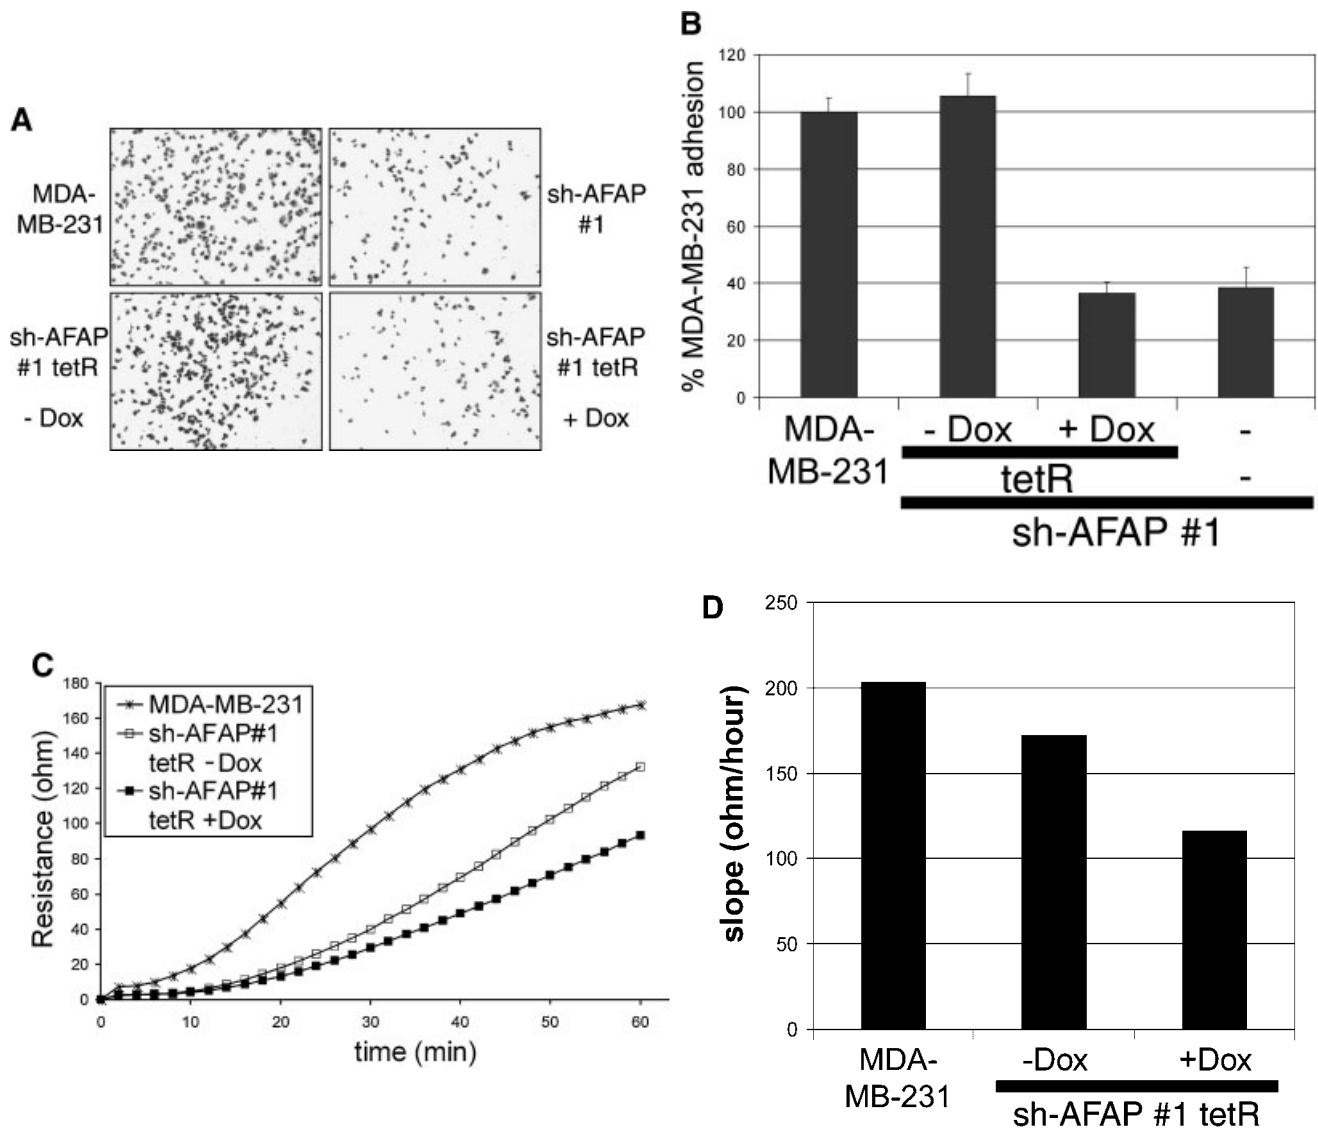 A
MDA-
MB-231
sh-AFAP
#1
sh-AFAP
#1 tetR
- Dox
sh-AFAP
#1 tetR
+ Dox
B
% MDA-MB-231 adhesion
120
100
80
60
40
20
0
MDA-
MB-231
- Dox
+ Dox
-
tetR
-
sh-AFAP #1
C
Resistance (ohm)
180
160
140
120
100
80
60
40
20
0
MDA-MB-231
sh-AFAP#1
tetR -Dox
sh-AFAP#1
tetR +Dox
0 10 20 30 40 50 60
time (min)
D
slope (ohm/hour)
250
200
150
100
50
0
MDA-
MB-231
-Dox
+Dox
sh-AFAP #1 tetR